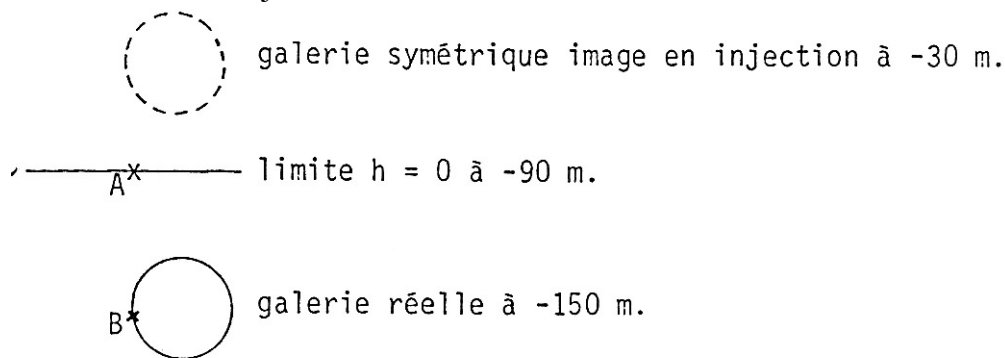 galerie symétrique image en injection à -30 m.
A
limite h = 0 à -90 m.
galerie réelle à -150 m.
B